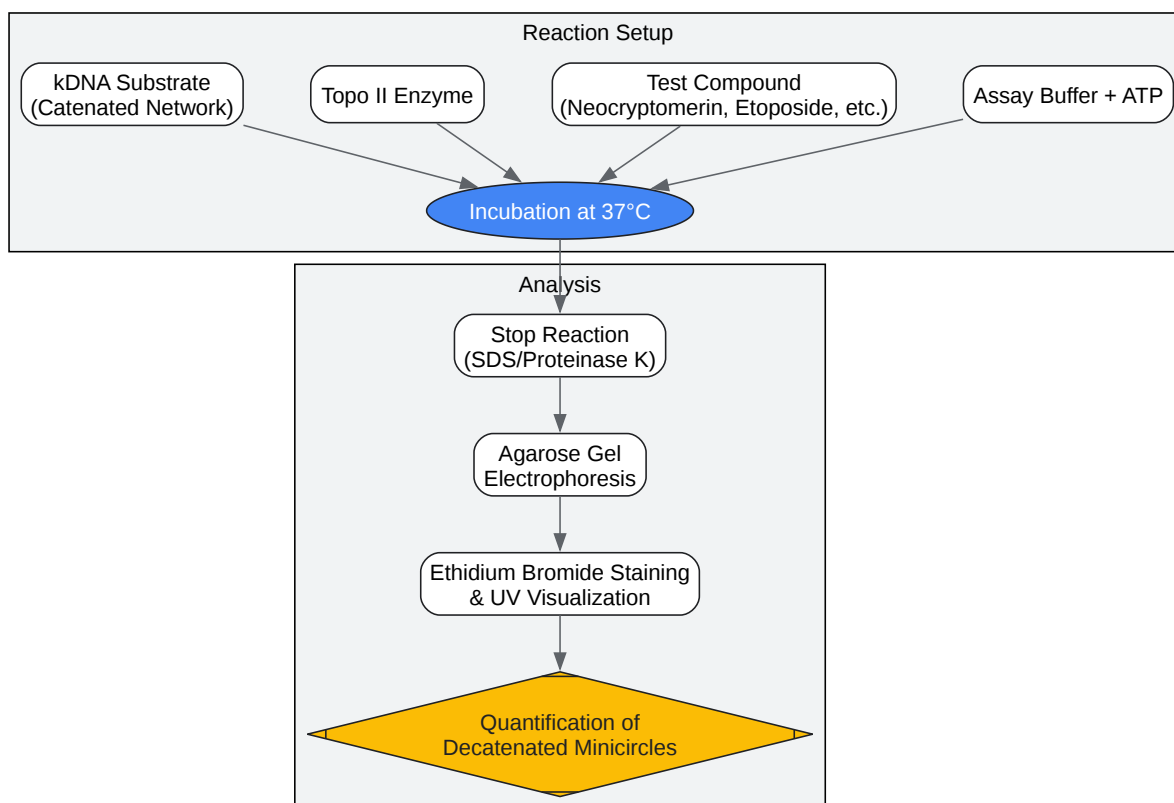 Reaction Setup
kDNA Substrate
(Catenated Network)
Topo II Enzyme
Test Compound
(Neocryptomerin, Etoposide, etc.)
Assay Buffer + ATP
Incubation at 37°C
Analysis
Stop Reaction
(SDS/Proteinase K)
Agarose Gel
Electrophoresis
Ethidium Bromide Staining
& UV Visualization
Quantification of
Decatenated Minicircles